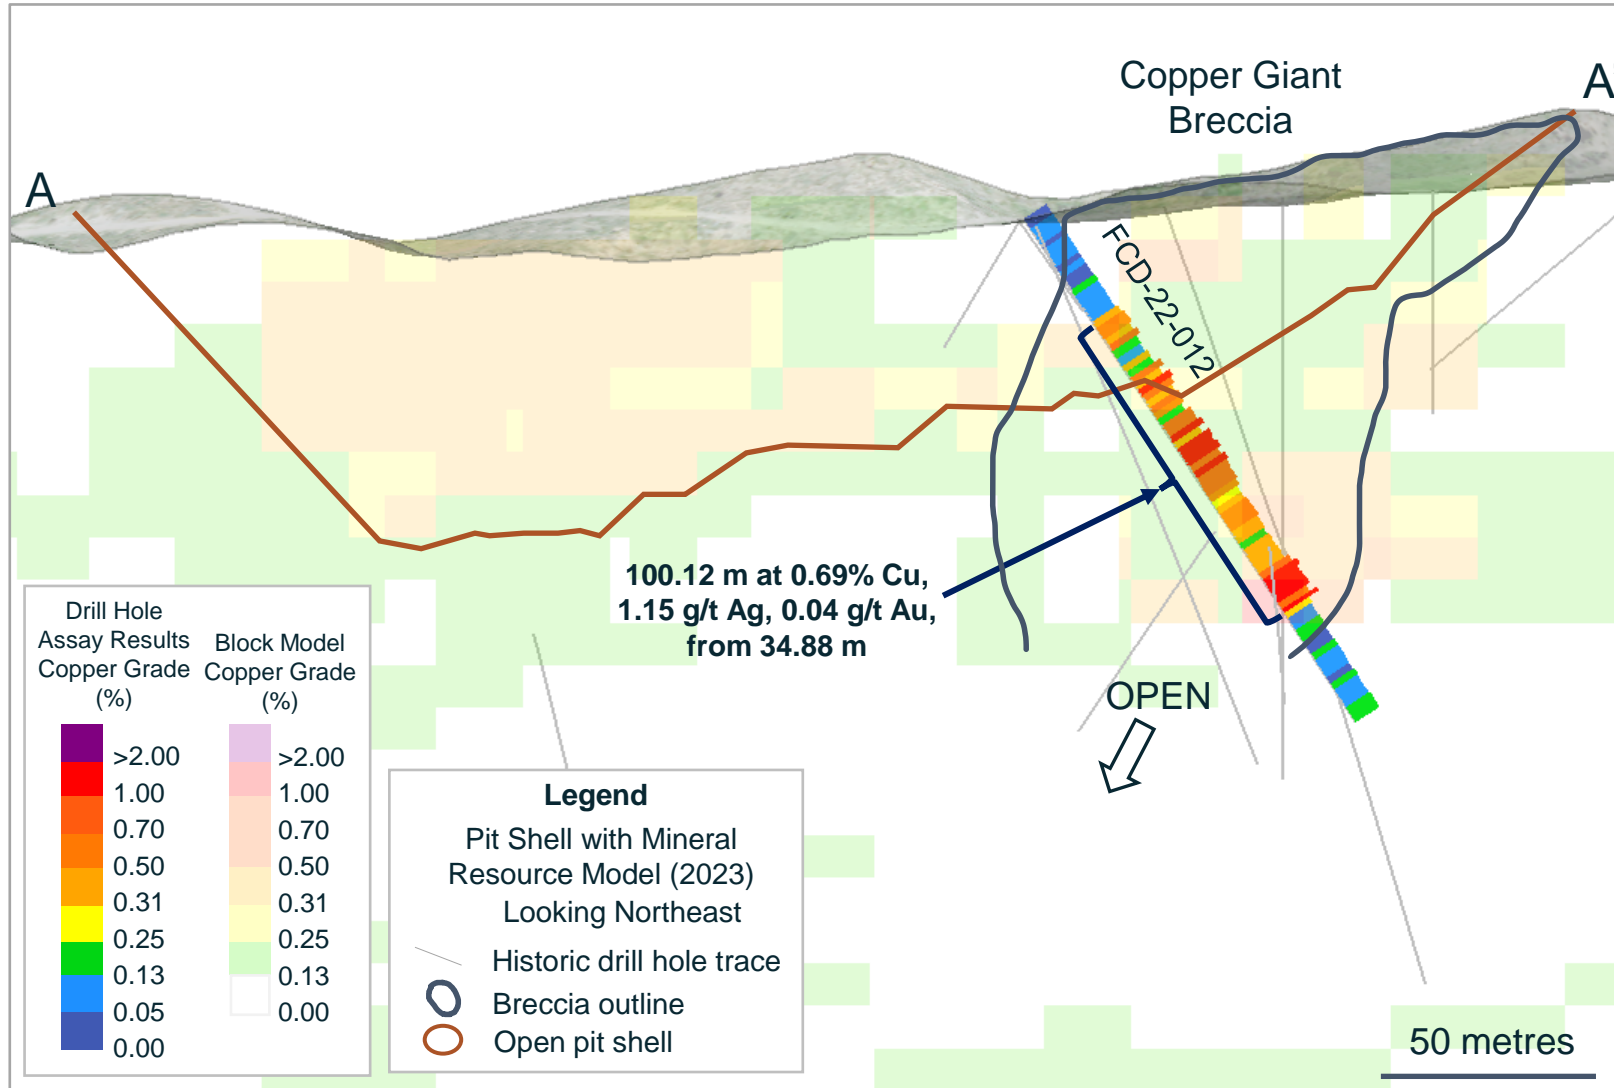 Copper Giant
Breccia
A
A
FCD-22-012
100.12 m at 0.69% Cu,
1.15 g/t Ag, 0.04 g/t Au,
from 34.88 m
OPEN
Drill Hole
Assay Results
Copper Grade
(%)
>2.00
1.00
0.70
0.50
0.31
0.25
0.13
0.05
0.00
Block Model
Copper Grade
(%)
>2.00
1.00
0.70
0.50
0.31
0.25
0.13
0.00
Legend
Pit Shell with Mineral
Resource Model (2023)
Looking Northeast
Historic drill hole trace
Breccia outline
Open pit shell
50 metres